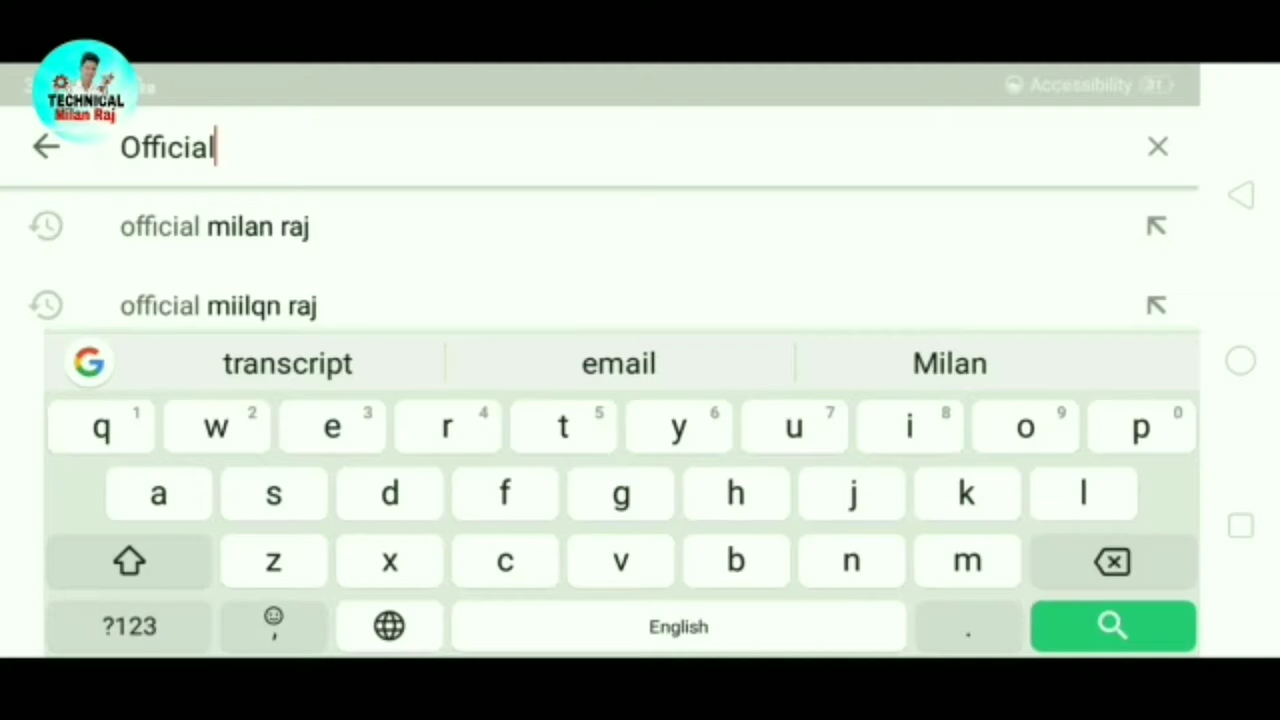 TECHNICAL
Milan Raj
Accessibility 31
Official
official milan raj
official miilqn raj
G transcript email Milan
q 1 w 2 e 3 r 4 t 5 y 6 u 7 i 8 o 9 p 0
a s d f g h j k l
z x c v b n m
?123 , English .